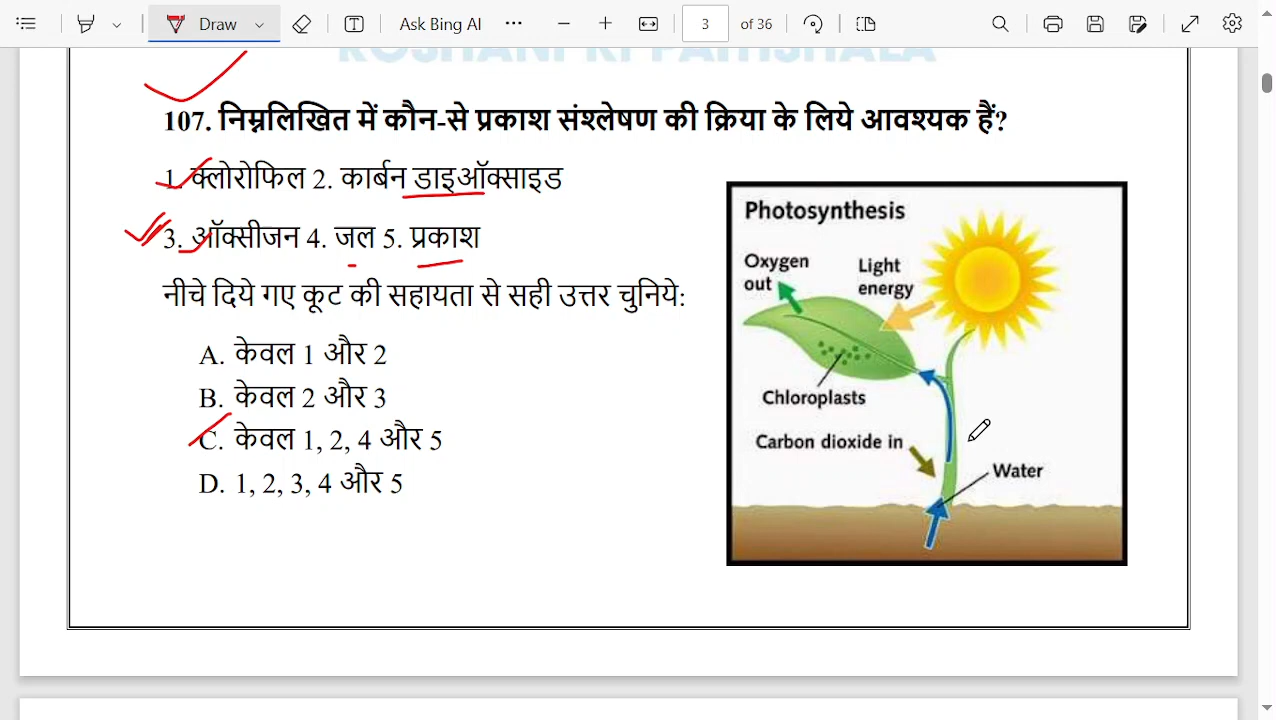 Draw
Ask Bing AI
3
of 36
ROSHANI KI PATHSHALA
107. निम्नलिखित में कौन-से प्रकाश संश्लेषण की क्रिया के लिये आवश्यक हैं?
1. क्लोरोफिल 2. कार्बन डाइऑक्साइड
3. ऑक्सीजन 4. जल 5. प्रकाश
नीचे दिये गए कूट की सहायता से सही उत्तर चुनिये:
A. केवल 1 और 2
B. केवल 2 और 3
C. केवल 1, 2, 4 और 5
D. 1, 2, 3, 4 और 5
Photosynthesis
Oxygen
out
Light
energy
Chloroplasts
Carbon dioxide in
Water